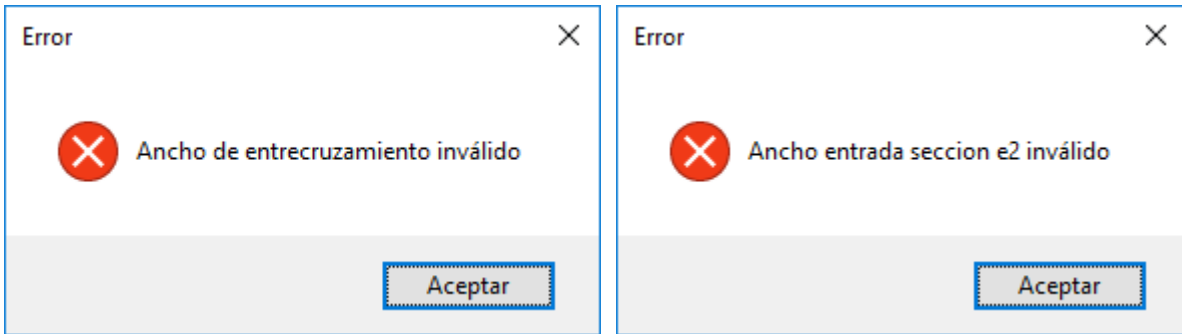 Error
Ancho de entrecruzamiento inválido
Aceptar
Error
Ancho entrada seccion e2 inválido
Aceptar